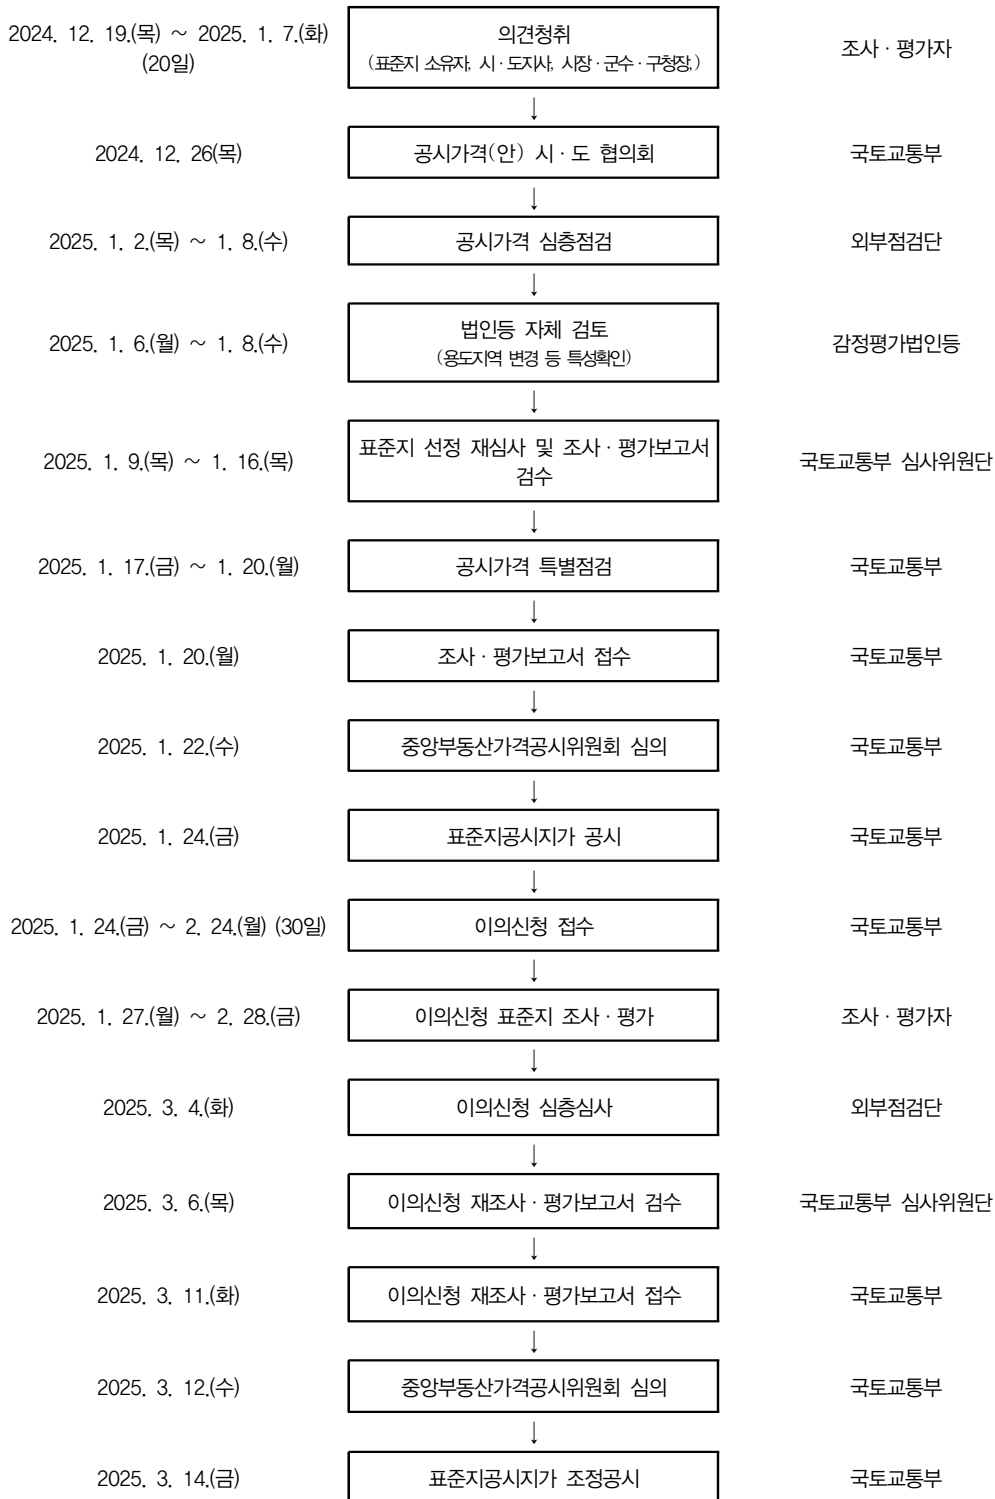 2024. 12. 19.(목) ~ 2025. 1. 7.(화)
(20일)
의견청취
(표준지 소유자, 시·도지사, 시장·군수·구청장,)
조사·평가자
↓
2024. 12. 26(목)
공시가격(안) 시·도 협의회
국토교통부
↓
2025. 1. 2.(목) ~ 1. 8.(수)
공시가격 심층점검
외부점검단
↓
2025. 1. 6.(월) ~ 1. 8.(수)
법인등 자체 검토
(용도지역 변경 등 특성확인)
감정평가법인등
↓
2025. 1. 9.(목) ~ 1. 16.(목)
표준지 선정 재심사 및 조사·평가보고서
검수
국토교통부 심사위원단
↓
2025. 1. 17.(금) ~ 1. 20.(월)
공시가격 특별점검
국토교통부
↓
2025. 1. 20.(월)
조사·평가보고서 접수
국토교통부
↓
2025. 1. 22.(수)
중앙부동산가격공시위원회 심의
국토교통부
↓
2025. 1. 24.(금)
표준지공시지가 공시
국토교통부
↓
2025. 1. 24.(금) ~ 2. 24.(월) (30일)
이의신청 접수
국토교통부
↓
2025. 1. 27.(월) ~ 2. 28.(금)
이의신청 표준지 조사·평가
조사·평가자
↓
2025. 3. 4.(화)
이의신청 심층심사
외부점검단
↓
2025. 3. 6.(목)
이의신청 재조사·평가보고서 검수
국토교통부 심사위원단
↓
2025. 3. 11.(화)
이의신청 재조사·평가보고서 접수
국토교통부
↓
2025. 3. 12.(수)
중앙부동산가격공시위원회 심의
국토교통부
↓
2025. 3. 14.(금)
표준지공시지가 조정공시
국토교통부